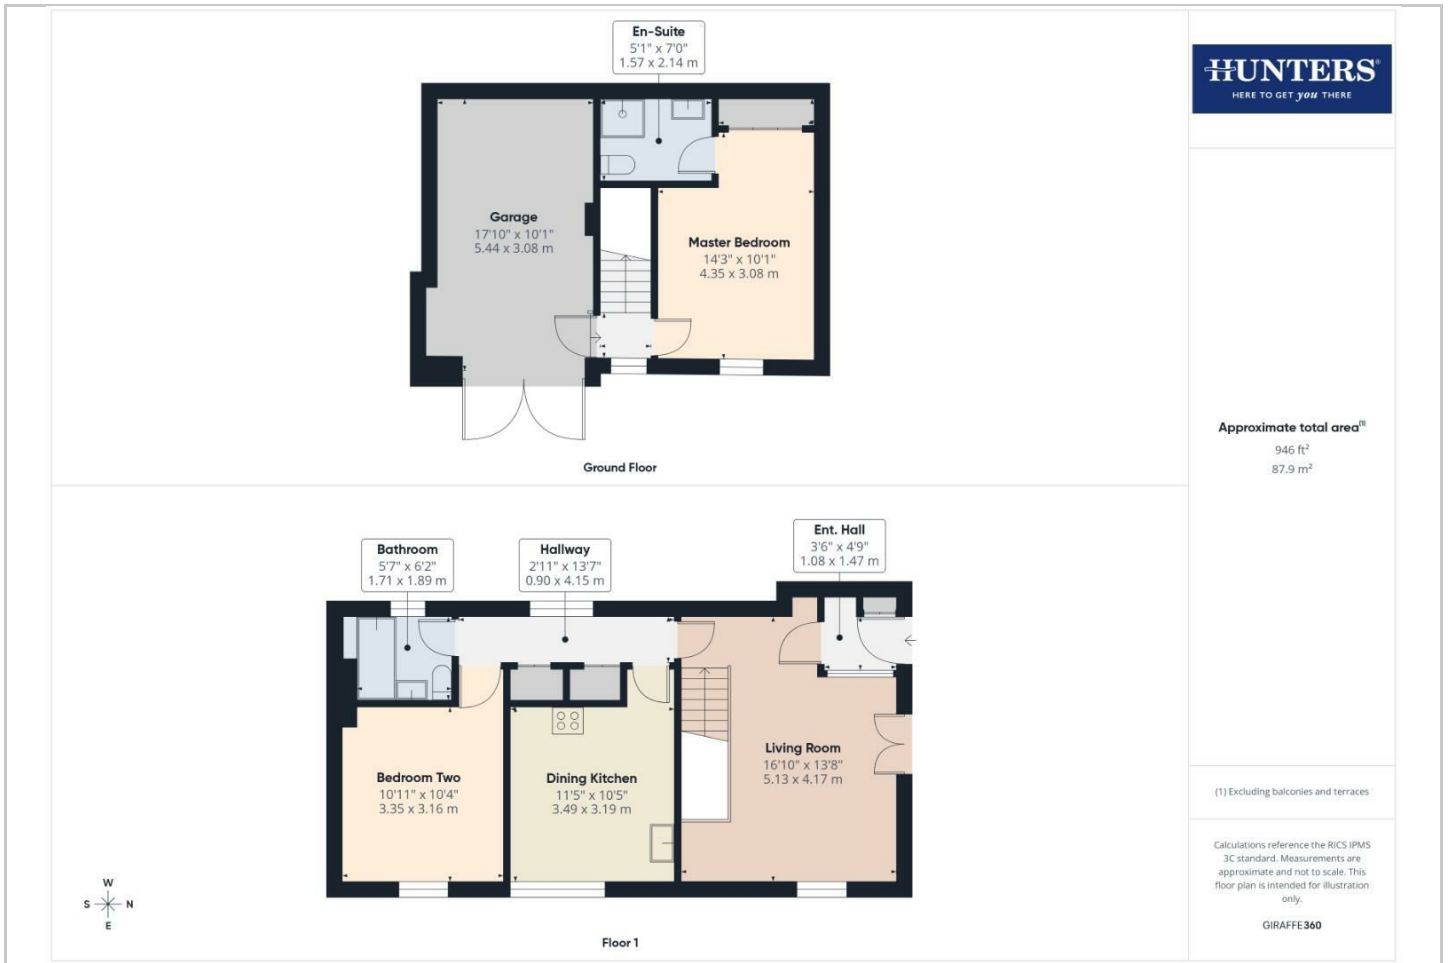 En-Suite
5'1" x 7'0"
1.57 x 2.14 m
Garage
17'10" x 10'1"
5.44 x 3.08 m
Master Bedroom
14'3" x 10'1"
4.35 x 3.08 m
Ground Floor
Bathroom
5'7" x 6'2"
1.71 x 1.89 m
Hallway
2'11" x 13'7"
0.90 x 4.15 m
Ent. Hall
3'6" x 4'9"
1.08 x 1.47 m
Bedroom Two
10'11" x 10'4"
3.35 x 3.16 m
Dining Kitchen
11'5" x 10'5"
3.49 x 3.19 m
Living Room
16'10" x 13'8"
5.13 x 4.17 m
W
S N
E
Floor 1
HUNTERS®
HERE TO GET you THERE
Approximate total area(1)
946 ft²
87.9 m²
(1) Excluding balconies and terraces
Calculations reference the RICS IPMS
3C standard. Measurements are
approximate and not to scale. This
floor plan is intended for illustration
only.
GIRAFFE360